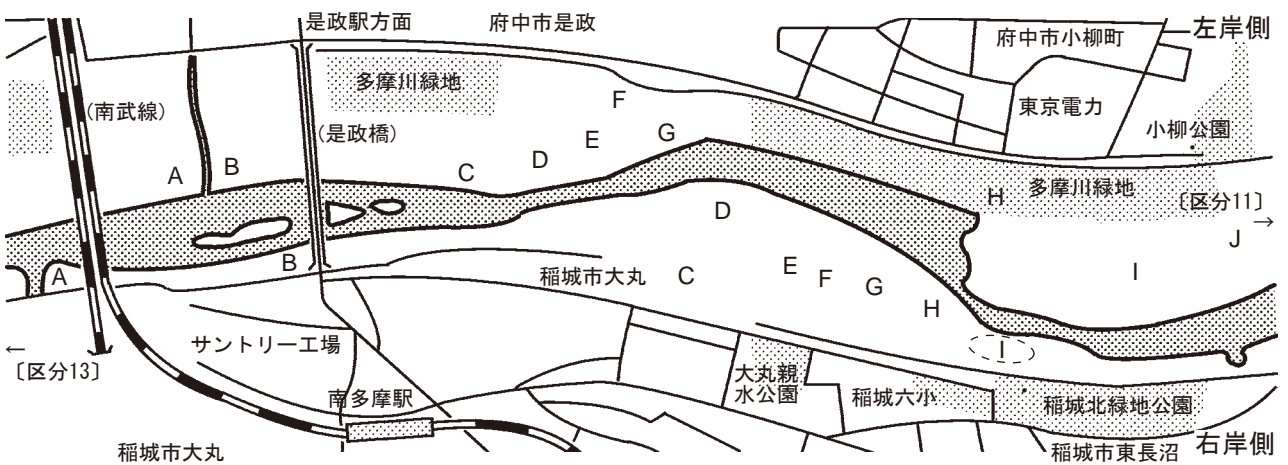 是政駅方面
府中市是政
府中市小柳町
左岸側
(南武線)
多摩川緑地
F
東京電力
(是政橋)
E
G
小柳公園
A
B
C
D
H
多摩川緑地
〔区分11〕
→
D
J
A
B
稲城市大丸
C
E
F
G
I
H
←
〔区分13〕
サントリー工場
I
大丸親
水公園
南多摩駅
稲城六小
稲城北緑地公園
稲城市大丸
稲城市東長沼
右岸側